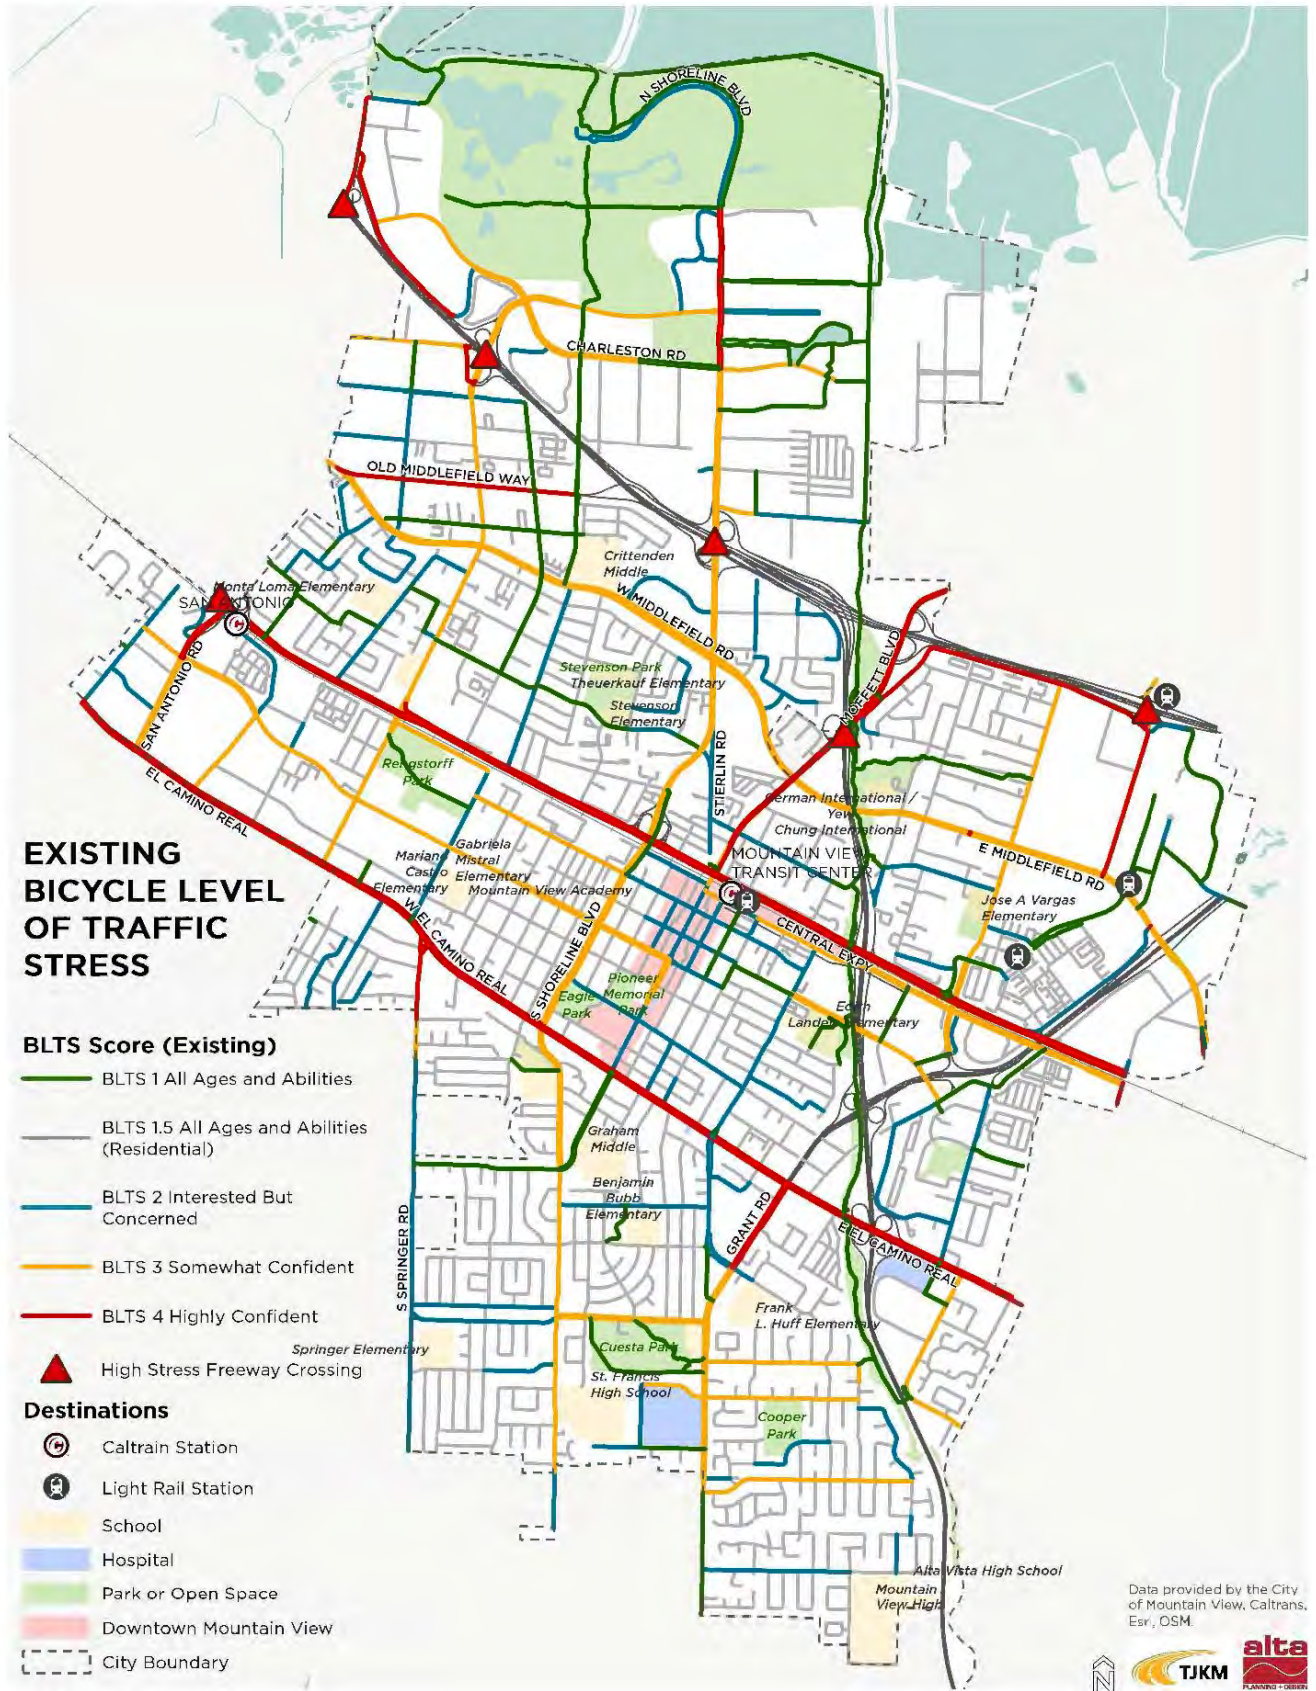 N SHORELINE BLVD
CHARLESTON RD
OLD MIDDLEFIELD WAY
Crittenden
Middle
Monta Loma Elementary
SAN ANTONIO
W MIDDLEFIELD RD
MOFFETT BLVD
SAN ANTONIO RD
Stevenson Park
Theuerkauf Elementary
Stevenson
Elementary
STIERLIN RD
Rengstorff
Park
EL CAMINO REAL
German International /
Yew
Chung International
E MIDDLEFIELD RD
Gabriela
Mistral
Elementary
Mariano
Castro
Elementary
Mountain View Academy
MOUNTAIN VIEW
TRANSIT CENTER
Jose A Vargas
Elementary
W EL CAMINO REAL
S SHORELINE BLVD
CENTRAL EXPY
Pioneer
Memorial
Park
Eagle
Park
Edith
Landels Elementary
EXISTING
BICYCLE LEVEL
OF TRAFFIC
STRESS
BLTS Score (Existing)
BLTS 1 All Ages and Abilities
BLTS 1.5 All Ages and Abilities
(Residential)
BLTS 2 Interested But
Concerned
BLTS 3 Somewhat Confident
BLTS 4 Highly Confident
High Stress Freeway Crossing
Destinations
C Caltrain Station
Light Rail Station
School
Hospital
Park or Open Space
Downtown Mountain View
City Boundary
Graham
Middle
Benjamin
Bubb
Elementary
GRANT RD
E EL CAMINO REAL
S SPRINGER RD
Frank
L. Huff Elementary
Springer Elementary
Cuesta Park
St. Francis
High School
Cooper
Park
Alta Vista High School
Mountain
View High
Data provided by the City
of Mountain View, Caltrans,
Esri, OSM.
N
TJKM
alta
PLANNING + DESIGN